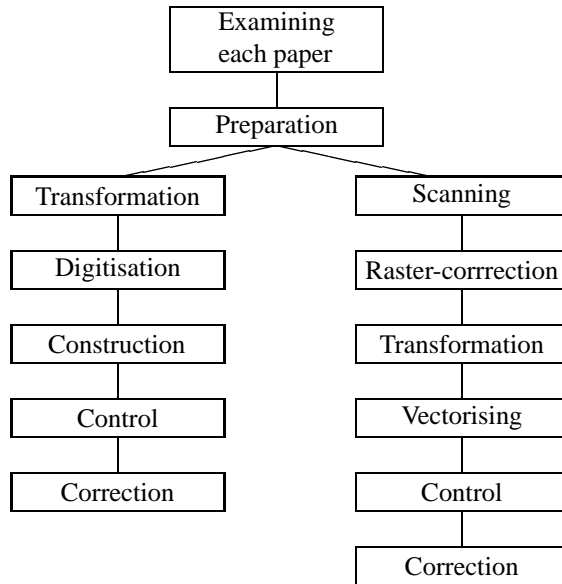 Examining
each paper
Preparation
Transformation
Digitisation
Construction
Control
Correction
Scanning
Raster-corrrection
Transformation
Vectorising
Control
Correction